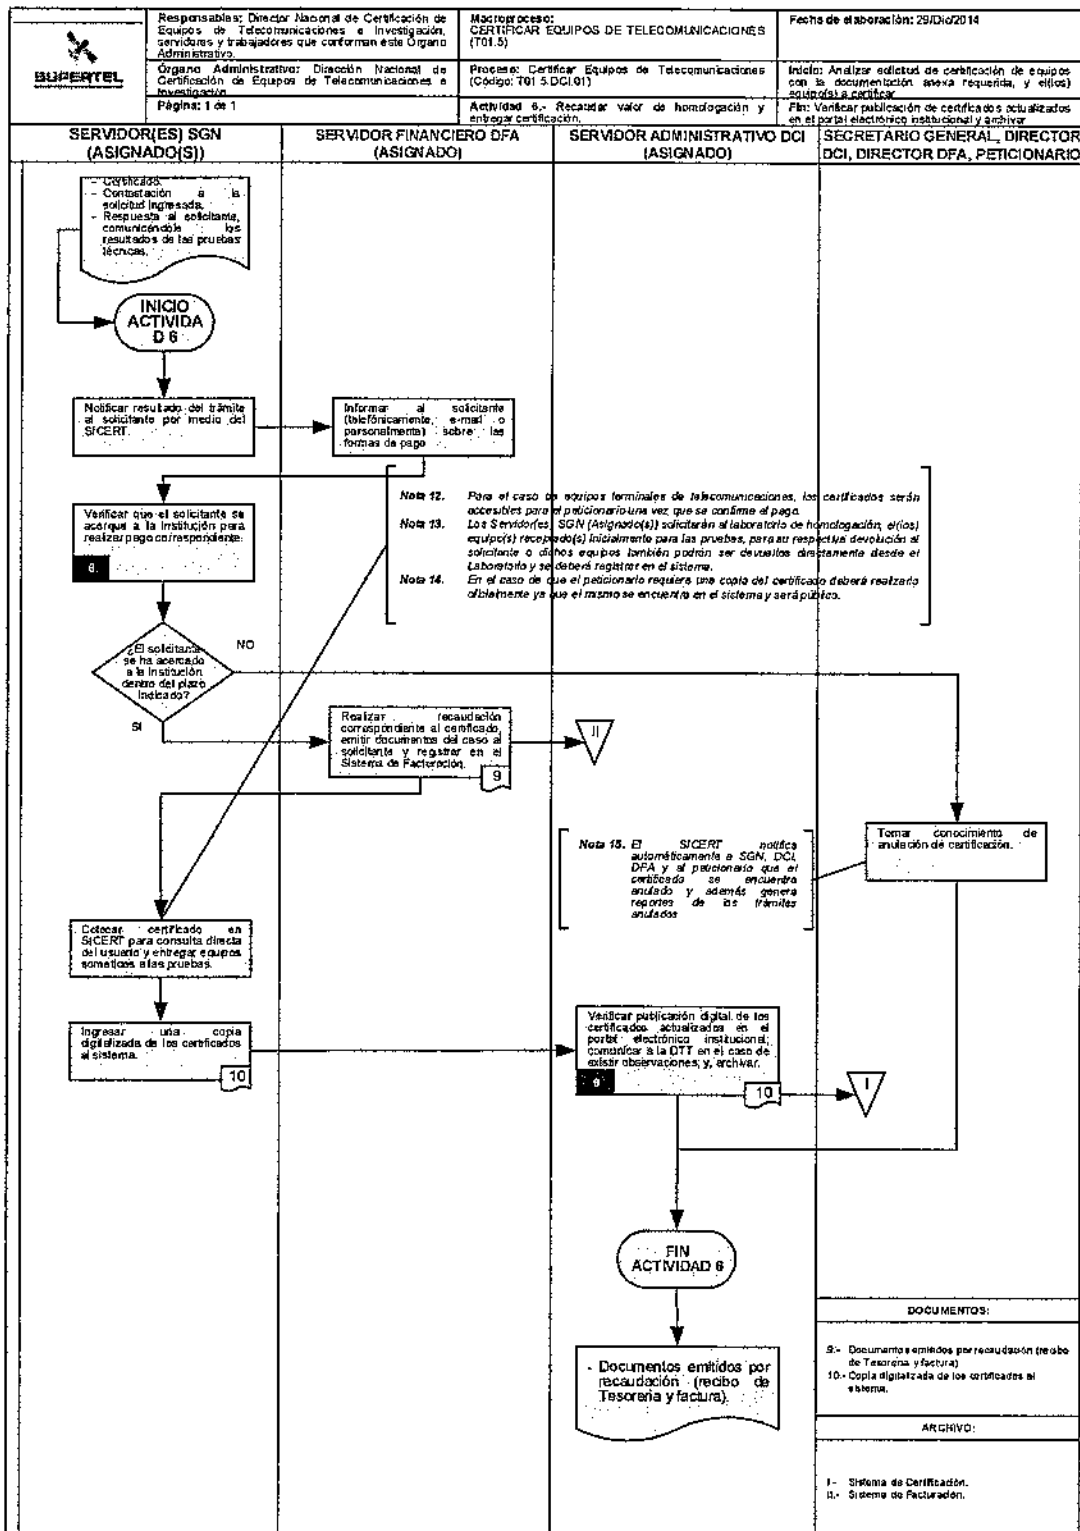 SUPERTEL
Responsables: Director Nacional de Certificación de
Equipos de Telecomunicaciones e Investigación,
servidores y trabajadores que conforman este Órgano
Administrativo.
Órgano Administrativo: Dirección Nacional de
Certificación de Equipos de Telecomunicaciones e
Investigación
Página: 1 de 1
Macroproceso:
CERTIFICAR EQUIPOS DE TELECOMUNICACIONES
(T01.5)
Proceso: Certificar Equipos de Telecomunicaciones
(Código: T01.5.DCI.01)
Actividad 6.- Recaudar valor de homologación y
entregar certificación.
Fecha de elaboración: 29/Dic/2014
Inicio: Analizar solicitud de certificación de equipos
con la documentación anexa requerida, y el(los)
equipo(s) a certificar
Fin: Verificar publicación de certificados actualizados
en el portal electrónico institucional y archivar
SERVIDOR(ES) SGN
(ASIGNADO(S))
SERVIDOR FINANCIERO DFA
(ASIGNADO)
SERVIDOR ADMINISTRATIVO DCI
(ASIGNADO)
SECRETARIO GENERAL, DIRECTOR
DCI, DIRECTOR DFA, PETICIONARIO
- Certificado.
- Contestación a la
solicitud ingresada.
- Respuesta al solicitante,
comunicándole los
resultados de las pruebas
técnicas.
INICIO
ACTIVIDA
D 6
Notificar resultado del trámite
al solicitante por medio del
SICERT.
Informar al solicitante
(telefónicamente, e-mail o
personalmente) sobre las
formas de pago
Verificar que el solicitante se
acerque a la Institución para
realizar pago correspondiente.
8.
Nota 12. Para el caso de equipos terminales de telecomunicaciones, los certificados serán
accesibles para el peticionario una vez, que se confirme el pago.
Nota 13. Los Servidor(es) SGN (Asignado(s)) solicitarán al laboratorio de homologación, el(los)
equipo(s) receptado(s) inicialmente para las pruebas, para su respectiva devolución al
solicitante o dichos equipos también podrán ser devueltos directamente desde el
Laboratorio y se deberá registrar en el sistema.
Nota 14. En el caso de que el peticionario requiera una copia del certificado deberá realizarlo
oficialmente ya que el mismo se encuentra en el sistema y será público.
¿El solicitante
se ha acercado
a la Institución
dentro del plazo
indicado?
NO
SI
Realizar recaudación
correspondiente al certificado,
emitir documentos del caso al
solicitante y registrar en el
Sistema de Facturación.
9
II
Nota 15. El SICERT notifica
automáticamente a SGN, DCI,
DFA y al peticionario que el
certificado se encuentra
anulado y además genera
reportes de los trámites
anulados
Tomar conocimiento de
anulación de certificación.
Colocar certificado en
SICERT para consulta directa
del usuario y entregar equipos
sometidos a las pruebas.
Ingresar una copia
digitalizada de los certificados
al sistema.
10
Verificar publicación digital de los
certificados actualizados en el
portal electrónico institucional;
comunicar a la DTT en el caso de
existir observaciones; y, archivar.
10
I
FIN
ACTIVIDAD 6
- Documentos emitidos por
recaudación (recibo de
Tesorería y factura).
DOCUMENTOS:
9.- Documentos emitidos por recaudación (recibo
de Tesorería y factura)
10.- Copia digitalizada de los certificados al
sistema.
ARCHIVO:
I.- Sistema de Certificación.
II.- Sistema de Facturación.